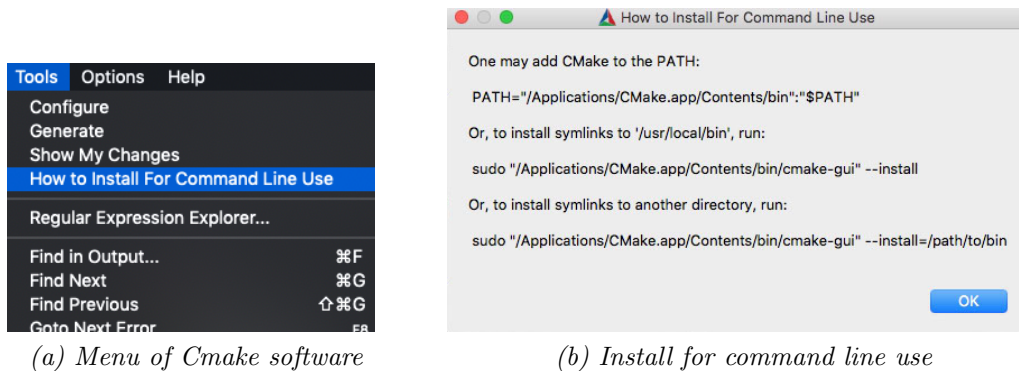 Tools Options Help
Configure
Generate
Show My Changes
How to Install For Command Line Use
Regular Expression Explorer...
Find in Output... ⌘F
Find Next ⌘G
Find Previous ⇧⌘G
Goto Next Error F8
(a) Menu of Cmake software
How to Install For Command Line Use
One may add CMake to the PATH:
PATH="/Applications/CMake.app/Contents/bin":"$PATH"
Or, to install symlinks to '/usr/local/bin', run:
sudo "/Applications/CMake.app/Contents/bin/cmake-gui" --install
Or, to install symlinks to another directory, run:
sudo "/Applications/CMake.app/Contents/bin/cmake-gui" --install=/path/to/bin
OK
(b) Install for command line use